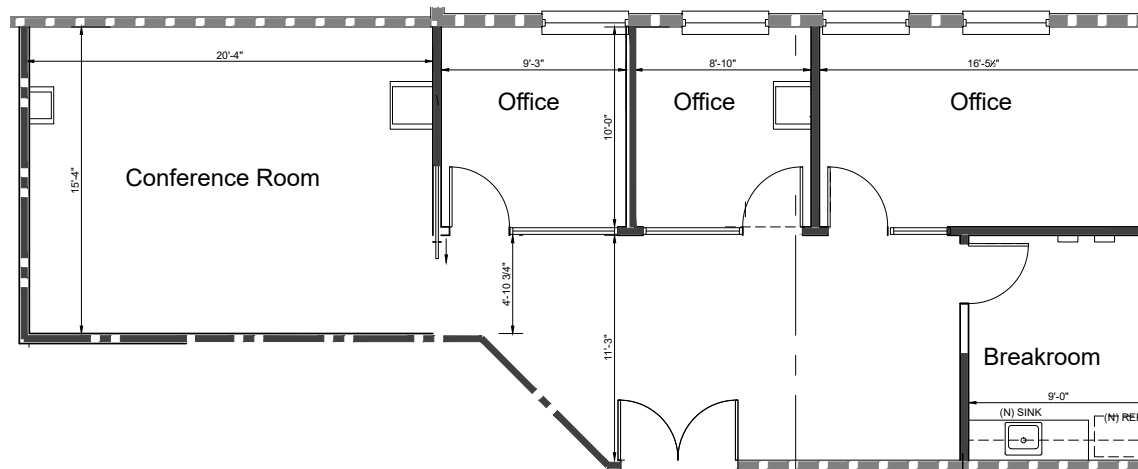 20'-4"
9'-3"
8'-10"
16'-5½"
Office
Office
Office
10'-0"
15'-4"
Conference Room
4'-10 3/4"
11'-3"
Breakroom
9'-0"
(N) SINK
(N) REF